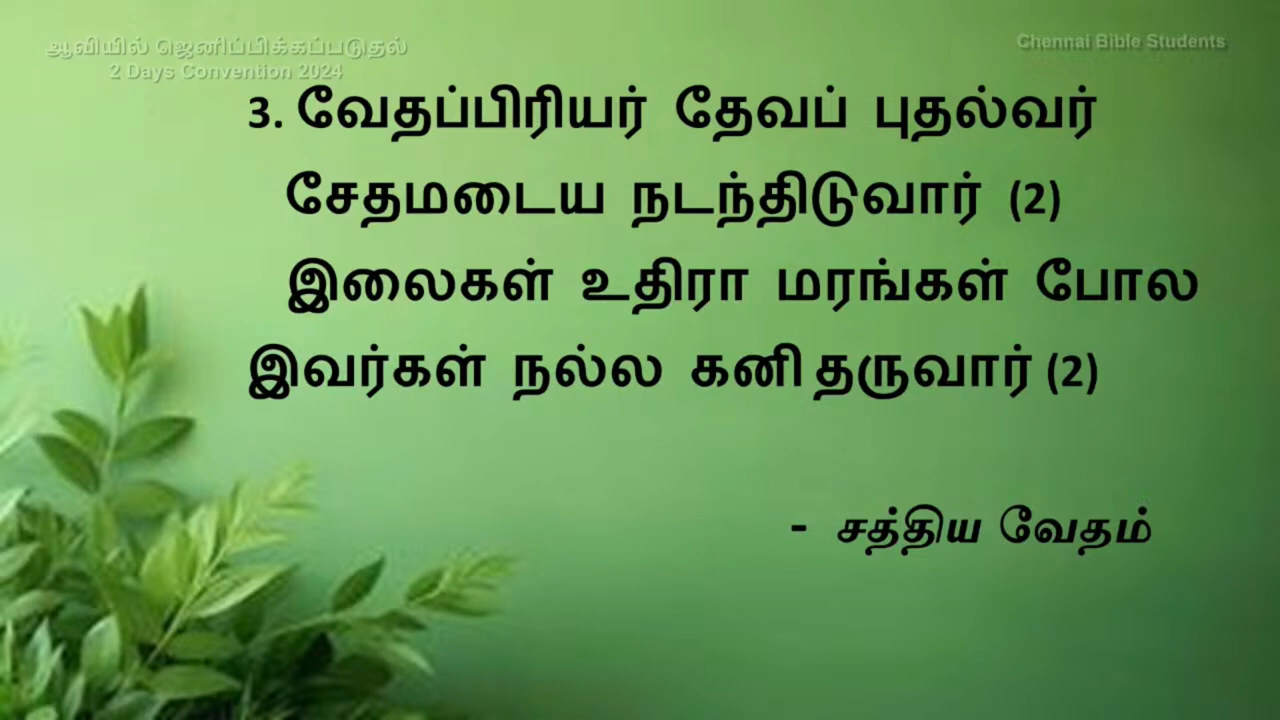 ஆவியில் ஜெனிப்பிக்கப்படுதல்
2 Days Convention 2024
Chennai Bible Students
3. வேதப்பிரியர் தேவப் புதல்வர்
சேதமடைய நடந்திடுவார் (2)
இலைகள் உதிரா மரங்கள் போல
இவர்கள் நல்ல கனி தருவார் (2)
- சத்திய வேதம்